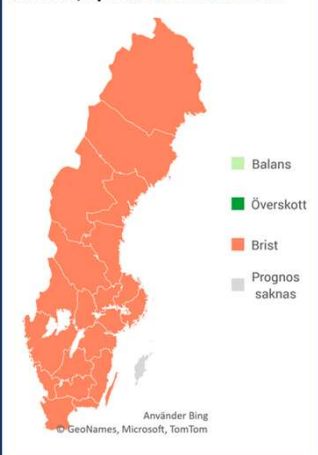 Balans
Överskott
Brist
Prognos
saknas
Använder Bing
© GeoNames, Microsoft, TomTom